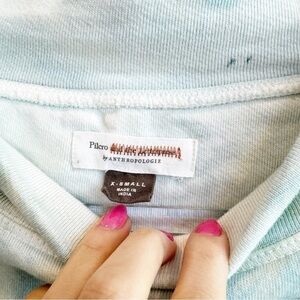 Pilcro
by ANTHROPOLOGIE
X-SMALL
MADE IN
INDIA